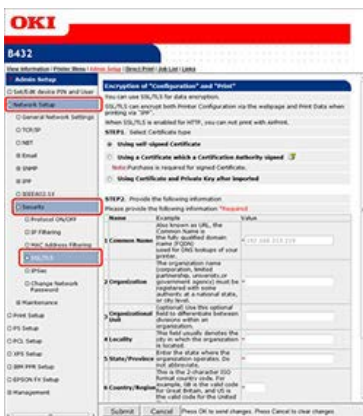 OKI
B432
View Information | Printer Menu | Admin Setup | Direct Print | Job List | Links
Admin Setup
Set/Edit device PIN and User
Network Setup
General Network Settings
TCP/IP
NBT
Email
SNMP
IPP
IEEE802.1X
Security
Protocol ON/OFF
IP Filtering
MAC Address Filtering
SSL/TLS
IPSec
Change Network
Password
Maintenance
Print Setup
PS Setup
PCL Setup
XPS Setup
IBM PPR Setup
EPSON FX Setup
Management
Encryption of "Configuration" and "Print"
You can use SSL/TLS for data encryption.
SSL/TLS can encrypt both Printer Configuration via the webpage and Print Data when
printing via "IPP".
When SSL/TLS is enabled for HTTP, you can not print with AirPrint.
STEP1. Select Certificate type
Using self-signed Certificate
Using a Certificate which a Certification Authority signed
Note:Purchase is required for signed Certificate.
Using Certificate and Private Key after imported
STEP2. Provide the following information
Please provide the following information *Required
Name Example Value
1 Common Name
Also known as URL, the
Common Name is
the fully qualified domain
name (FQDN)
used for DNS lookups of your
printer.
2 Organization
The organization name
(corporation, limited
partnership, university,or
government agency) must be
registered with some
authority at a national state,
or city level.
3 Organizational
Unit
(optional) Use this optional
field to differentiate between
divisions within an
organization.
4 Locality
This field usually denotes the
city in which the organization
is located.
5 State/Province
Enter the state where the
organization operates. Do
not abbreviate.
6 Country/Region
This is the 2-character ISO
format country code. For
example, GB is the valid code
for Great Britain, and US is
the valid code for the United
Submit Cancel Press OK to send changes. Press Cancel to clear changes